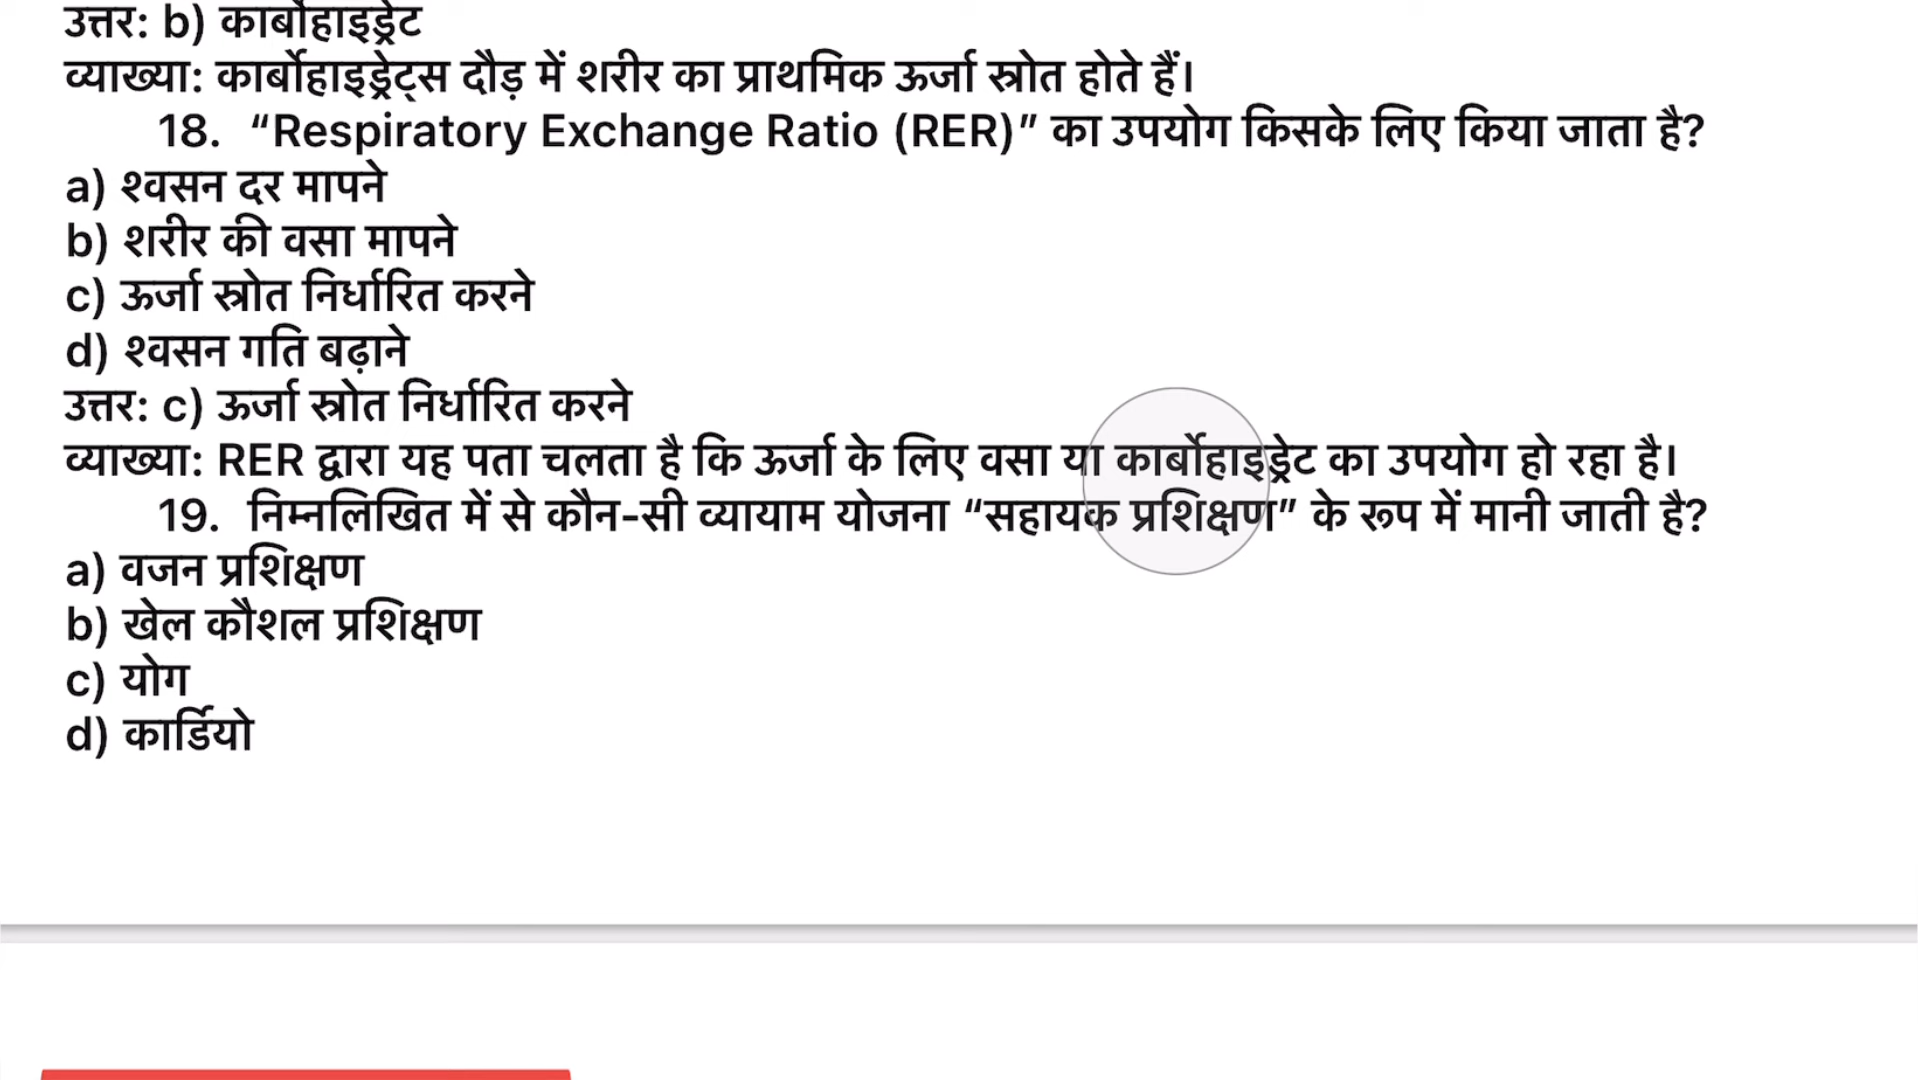 उत्तर: b) कार्बोहाइड्रेट
व्याख्या: कार्बोहाइड्रेट्स दौड़ में शरीर का प्राथमिक ऊर्जा स्रोत होते हैं।
18. “Respiratory Exchange Ratio (RER)” का उपयोग किसके लिए किया जाता है?
a) श्वसन दर मापने
b) शरीर की वसा मापने
c) ऊर्जा स्रोत निर्धारित करने
d) श्वसन गति बढ़ाने
उत्तर: c) ऊर्जा स्रोत निर्धारित करने
व्याख्या: RER द्वारा यह पता चलता है कि ऊर्जा के लिए वसा या कार्बोहाइड्रेट का उपयोग हो रहा है।
19. निम्नलिखित में से कौन-सी व्यायाम योजना “सहायक प्रशिक्षण” के रूप में मानी जाती है?
a) वजन प्रशिक्षण
b) खेल कौशल प्रशिक्षण
c) योग
d) कार्डियो